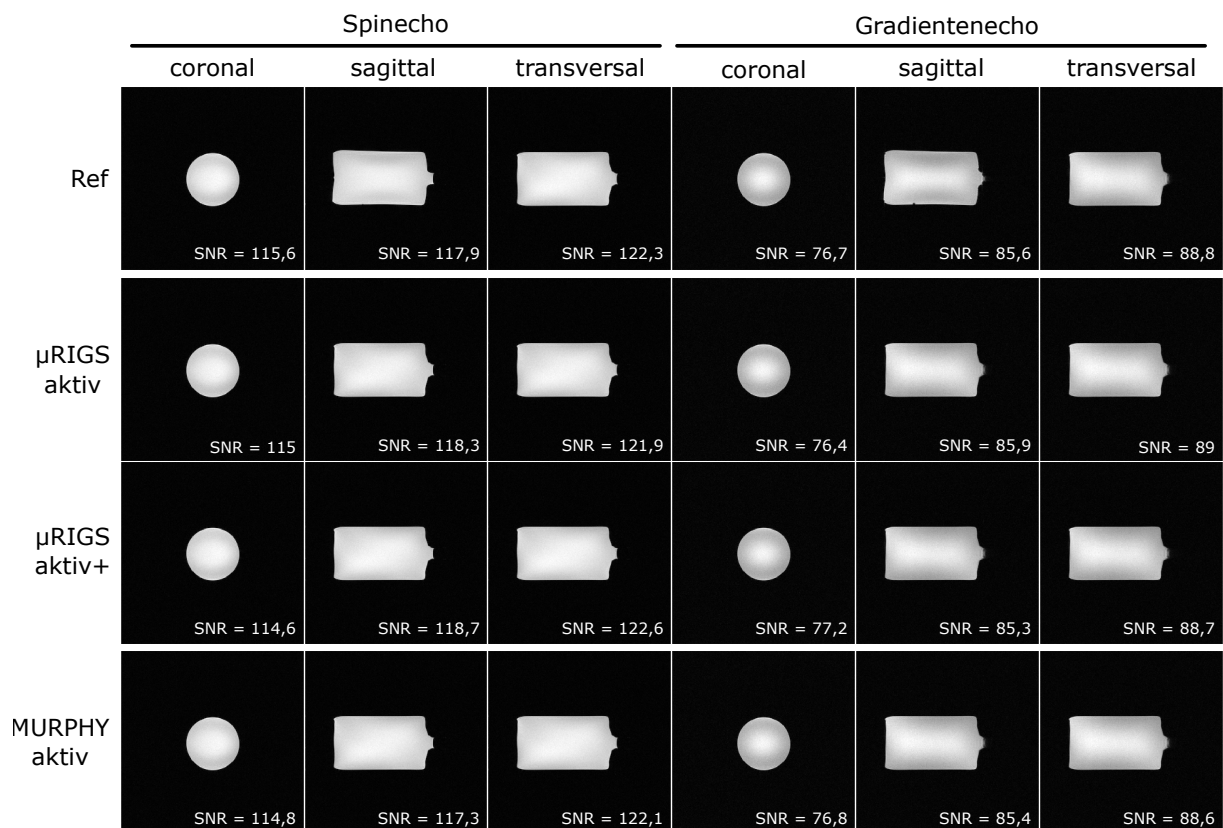 Spinecho Gradientenecho
coronal sagittal transversal coronal sagittal transversal
Ref
SNR = 115,6 SNR = 117,9 SNR = 122,3 SNR = 76,7 SNR = 85,6 SNR = 88,8
µRIGS
aktiv
SNR = 115 SNR = 118,3 SNR = 121,9 SNR = 76,4 SNR = 85,9 SNR = 89
µRIGS
aktiv+
SNR = 114,6 SNR = 118,7 SNR = 122,6 SNR = 77,2 SNR = 85,3 SNR = 88,7
MURPHY
aktiv
SNR = 114,8 SNR = 117,3 SNR = 122,1 SNR = 76,8 SNR = 85,4 SNR = 88,6